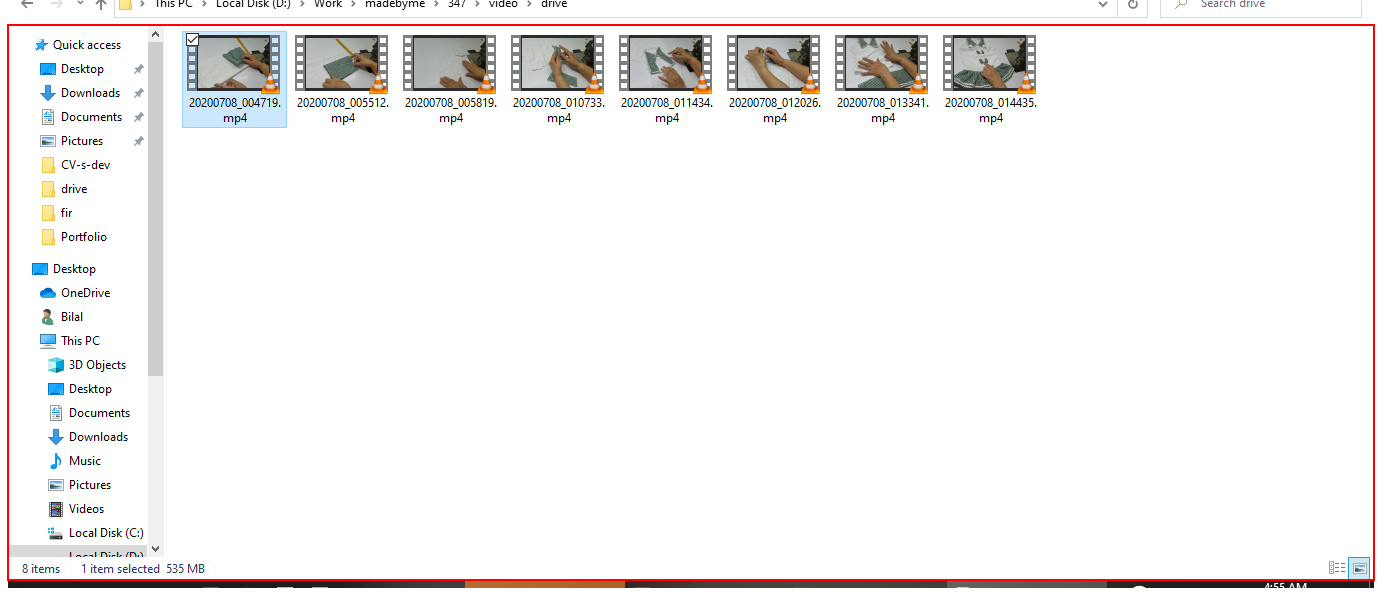 This PC > Local Disk (D:) > Work > madebyme > 347 > video > drive
Search drive
Quick access
Desktop
Downloads
Documents
Pictures
CV-s-dev
drive
fir
Portfolio
Desktop
OneDrive
Bilal
This PC
3D Objects
Desktop
Documents
Downloads
Music
Pictures
Videos
Local Disk (C:)
Local Disk (D:)
20200708_004719.
mp4
20200708_005512.
mp4
20200708_005819.
mp4
20200708_010733.
mp4
20200708_011434.
mp4
20200708_012026.
mp4
20200708_013341.
mp4
20200708_014435.
mp4
8 items 1 item selected 535 MB
4:55 AM